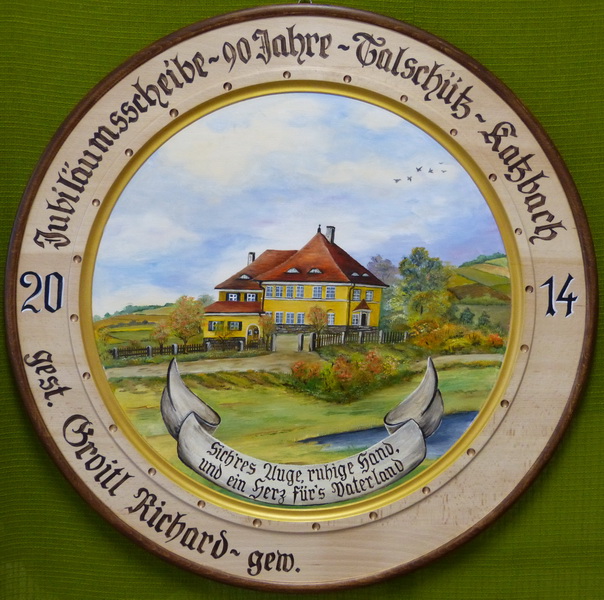 Jubiläumsscheibe~90 Jahre~Talschütz~Katzbach
20 14
gest. Groitl Richard~gew.
Sich'res Auge, ruhige Hand,
und ein Herz für's Vaterland